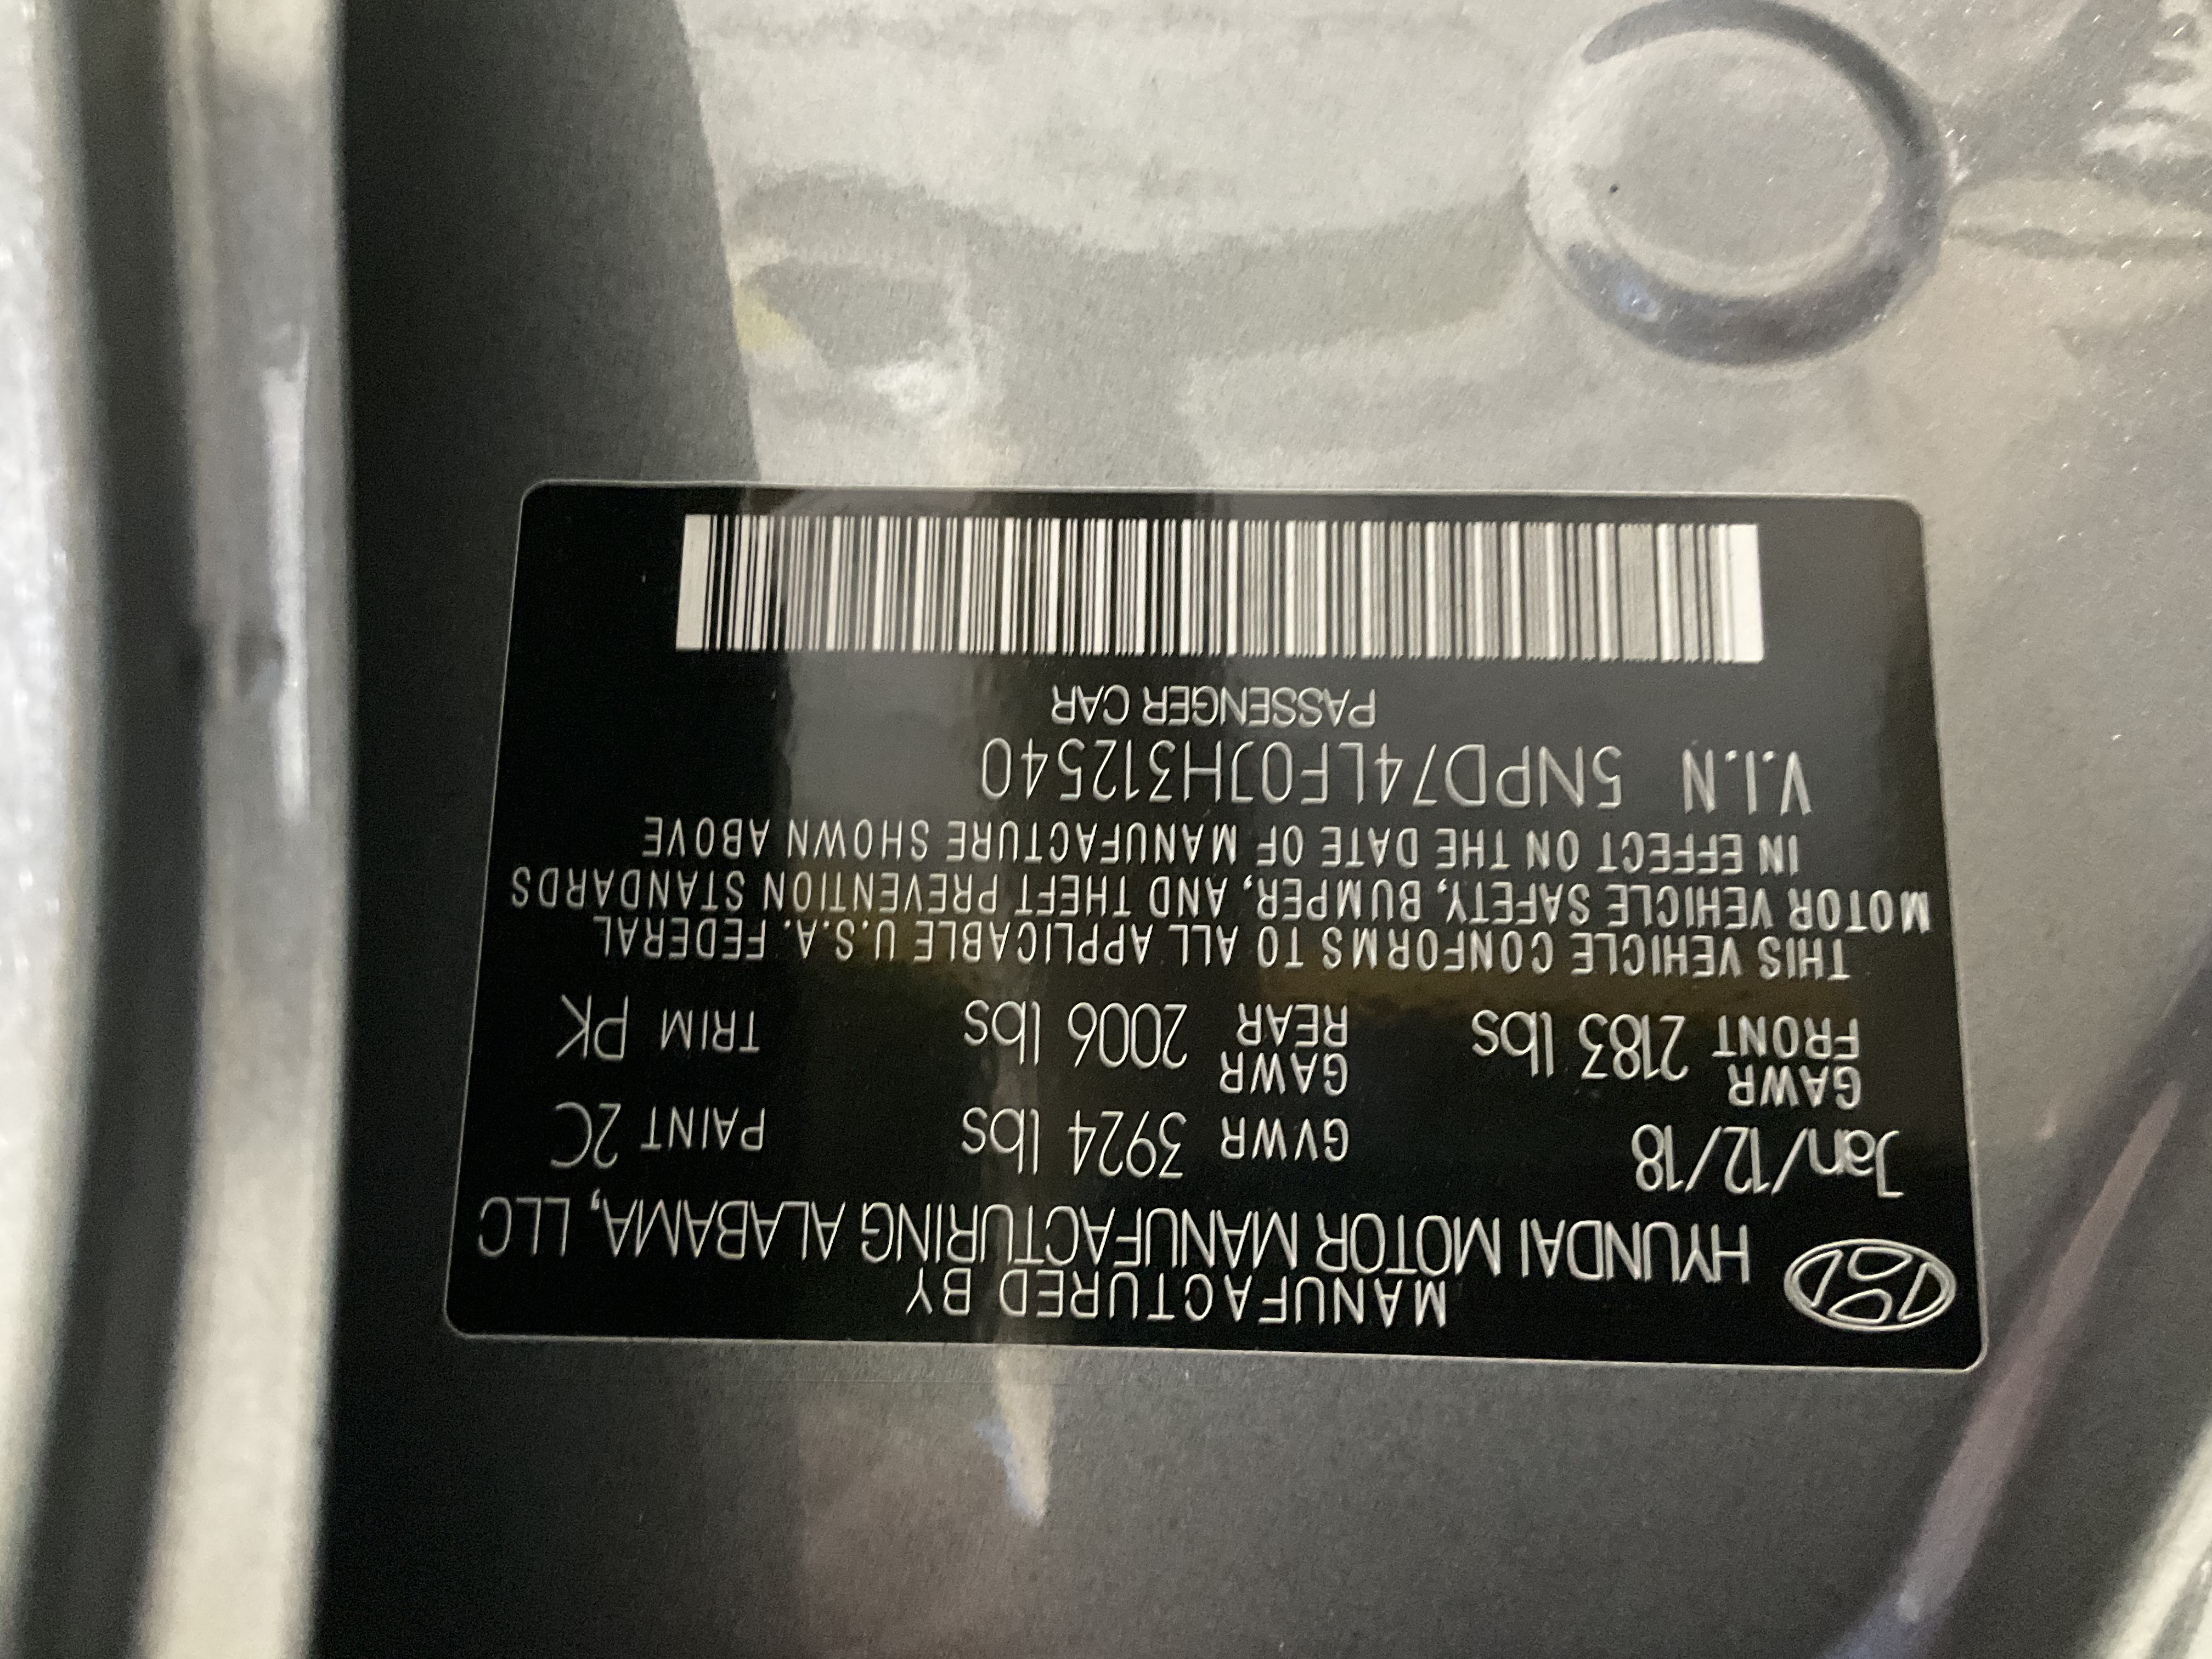 MANUFACTURED BY
HYUNDAI MOTOR MANUFACTURING ALABAMA, LLC
Jan/12/18 GVWR 3924 lbs PAINT 2C
GAWR FRONT 2183 lbs GAWR REAR 2006 lbs TRIM PK
THIS VEHICLE CONFORMS TO ALL APPLICABLE U.S.A. FEDERAL
MOTOR VEHICLE SAFETY, BUMPER, AND THEFT PREVENTION STANDARDS
IN EFFECT ON THE DATE OF MANUFACTURE SHOWN ABOVE
V.I.N 5NPD74LF0JH312540
PASSENGER CAR